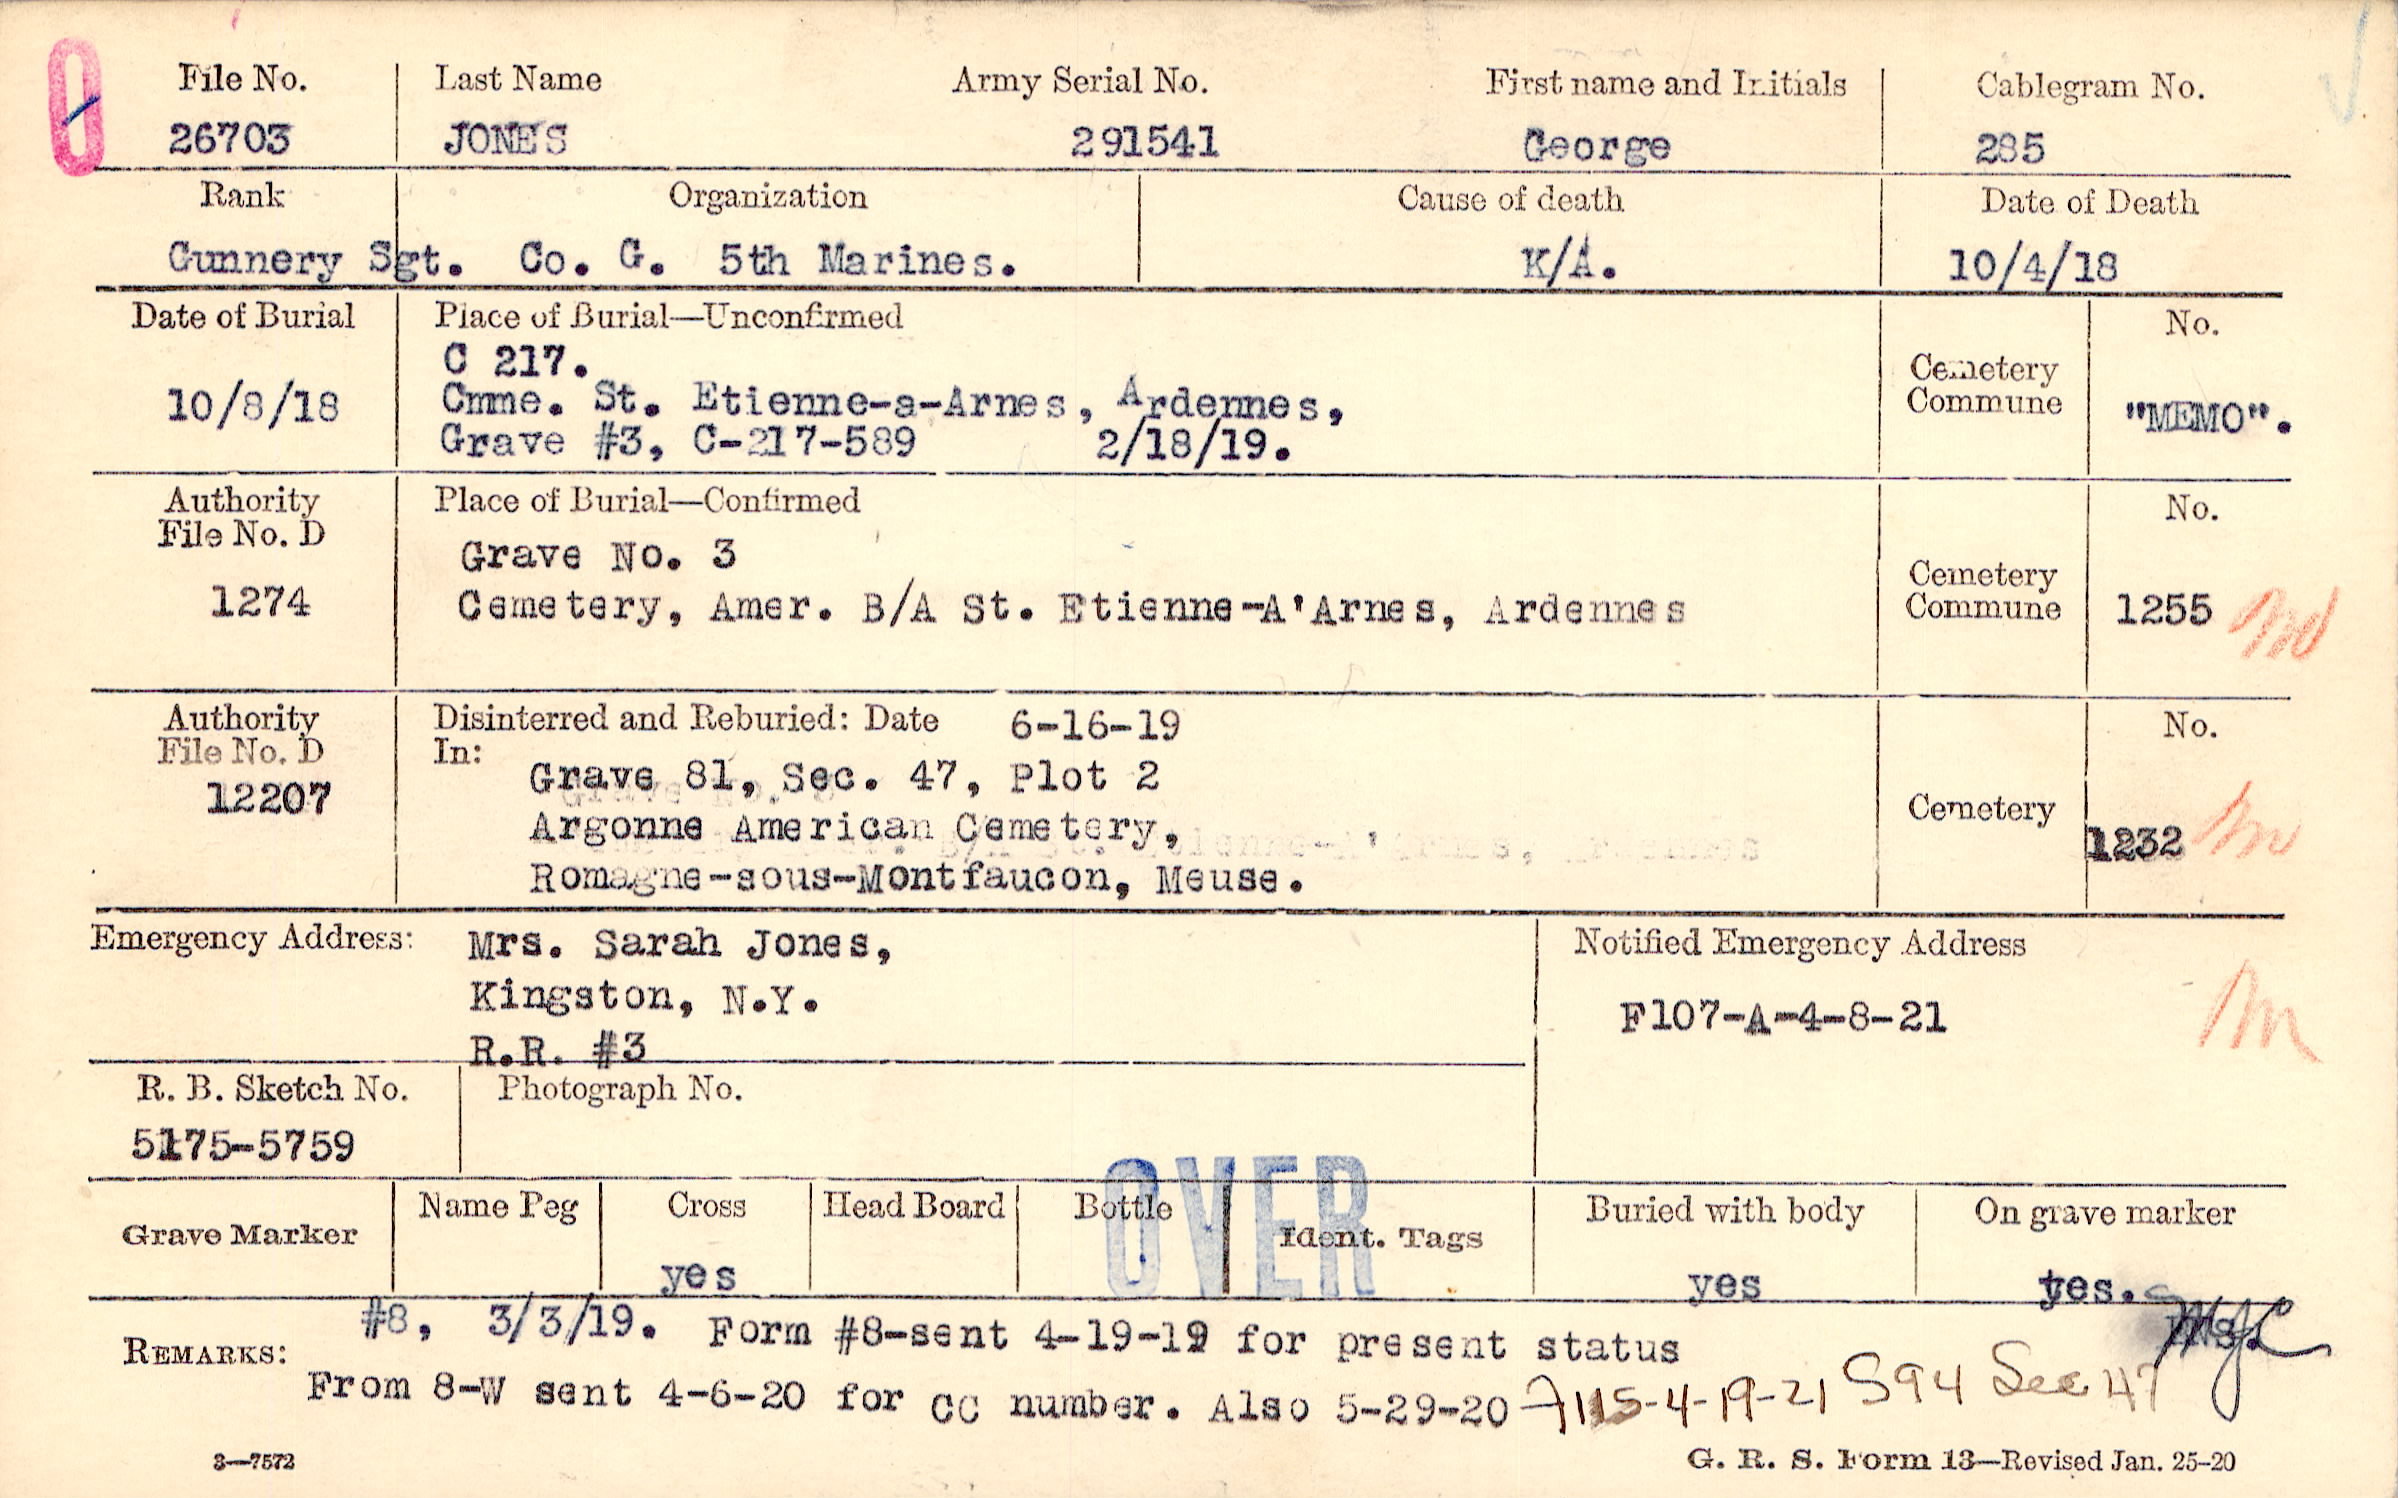 File No. Last Name Army Serial No. First name and Initials Cablegram No.
26703 JONES 291541 George 285
Rank Organization Cause of death Date of Death
Gunnery Sgt. Co. G. 5th Marines. K/A. 10/4/18
Date of Burial Place of Burial—Unconfirmed No.
C 217.
10/8/18 Cmme. St. Etienne-a-Arnes, Ardennes, Cemetery Commune "MEMO".
Grave #3, C-217-589 2/18/19.
Authority File No. D Place of Burial—Confirmed No.
Grave No. 3
1274 Cemetery, Amer. B/A St. Etienne-A'Arnes, Ardennes Cemetery Commune 1255
Authority Disinterred and Reburied: Date 6-16-19 No.
File No. D In:
12207 Grave 81, Sec. 47, Plot 2
Argonne American Cemetery, Cemetery 1232
Romagne-sous-Montfaucon, Meuse.
Emergency Address: Mrs. Sarah Jones, Notified Emergency Address
Kingston, N.Y. F107-A-4-8-21
R.R. #3
R. B. Sketch No. Photograph No.
5175-5759
OVER
Grave Marker Name Peg Cross Head Board Bottle Ident. Tags Buried with body On grave marker
yes yes yes.
REMARKS: #8, 3/3/19. Form #8-sent 4-19-19 for present status
From 8-W sent 4-6-20 for CC number. Also 5-29-20 F115-4-19-21 S94 Sec 47
3—7572 G. R. S. Form 13—Revised Jan. 25-20